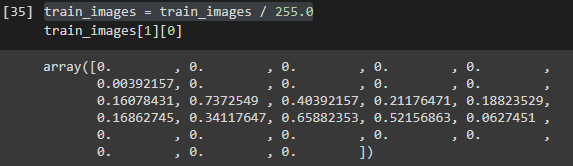 [35] train_images = train_images / 255.0
train_images[1][0]
array([0. , 0. , 0. , 0. , 0. ,
0.00392157, 0. , 0. , 0. , 0. ,
0.16078431, 0.7372549 , 0.40392157, 0.21176471, 0.18823529,
0.16862745, 0.34117647, 0.65882353, 0.52156863, 0.0627451 ,
0. , 0. , 0. , 0. , 0. ,
0. , 0. , 0. ])